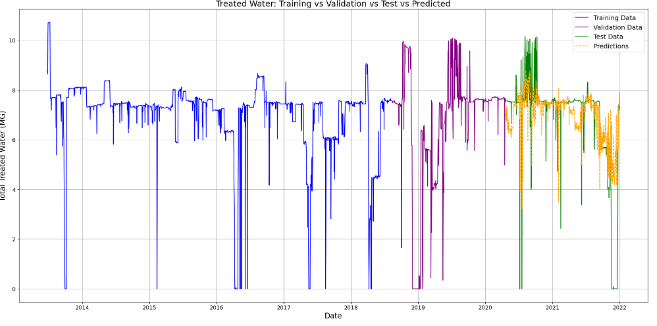 Treated Water: Training vs Validation vs Test vs Predicted
Training Data
Validation Data
Test Data
Predictions
Total Treated Water (MG)
10
8
6
4
2
0
2014 2015 2016 2017 2018 2019 2020 2021 2022
Date